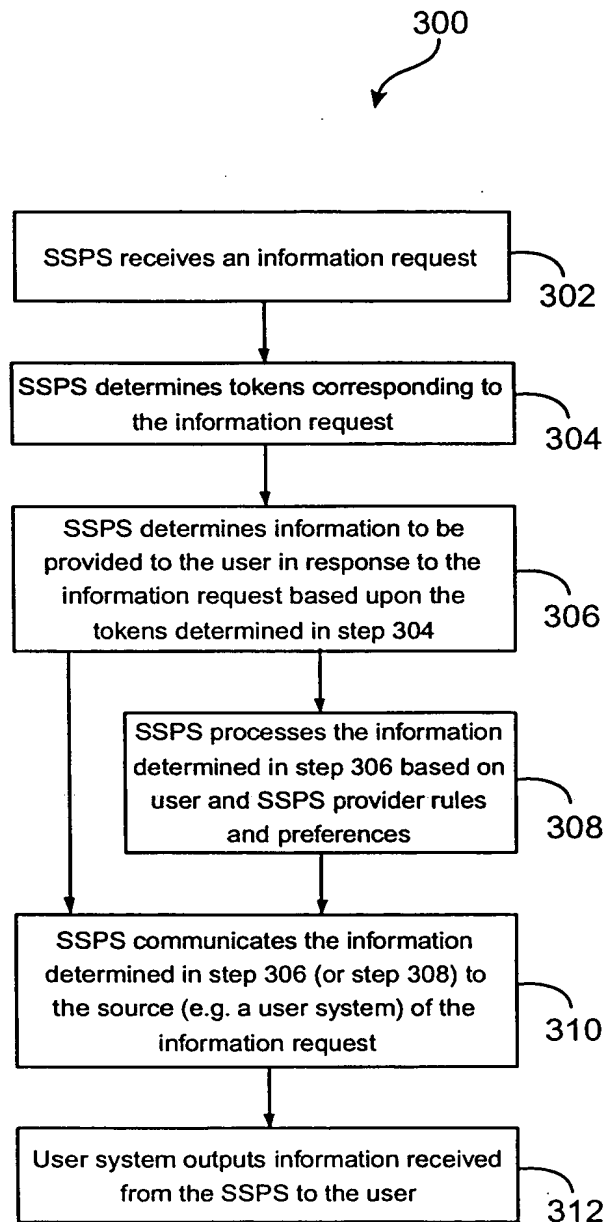 300
SSPS receives an information request
302
SSPS determines tokens corresponding to
the information request
304
SSPS determines information to be
provided to the user in response to the
information request based upon the
tokens determined in step 304
306
SSPS processes the information
determined in step 306 based on
user and SSPS provider rules
and preferences
308
SSPS communicates the information
determined in step 306 (or step 308) to
the source (e.g. a user system) of the
information request
310
User system outputs information received
from the SSPS to the user
312